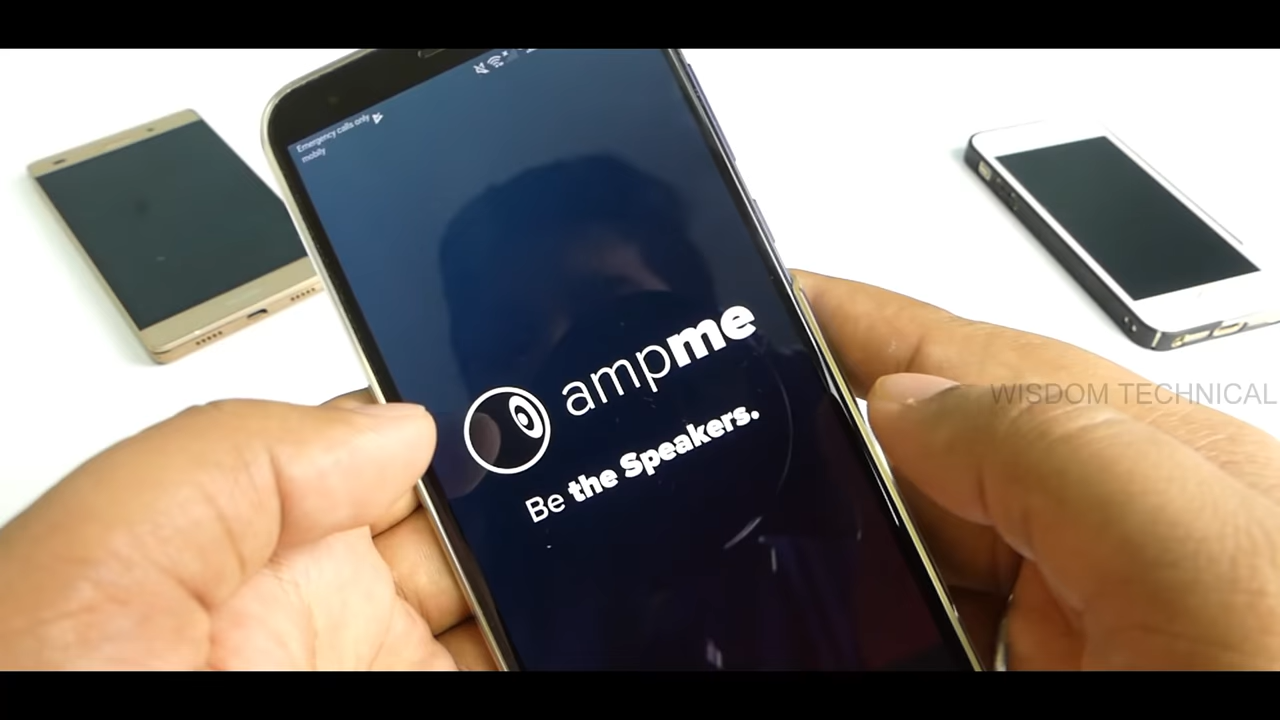 Emergency calls only
mobily
ampme
Be the Speakers.
WISDOM TECHNICAL